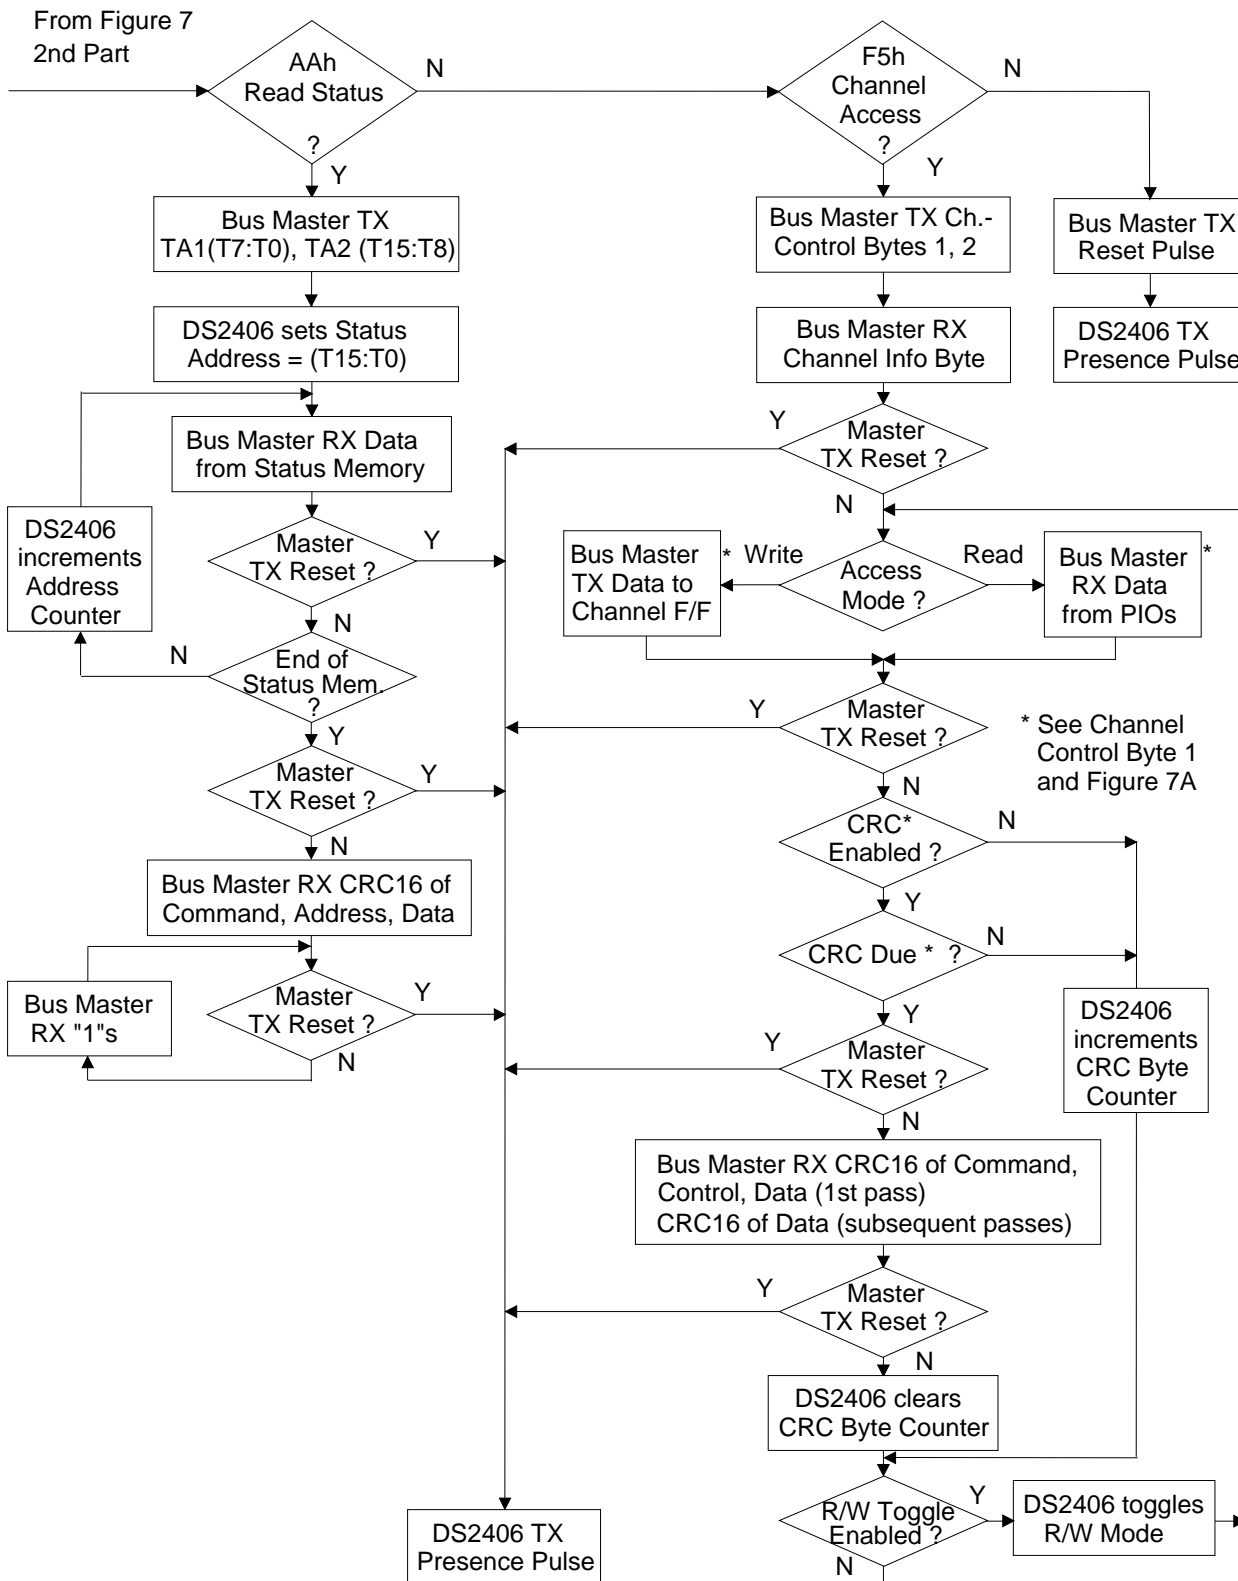 From Figure 7
2nd Part
AAh
Read Status
?
N
Y
F5h
Channel
Access
?
N
Y
Bus Master TX
TA1(T7:T0), TA2 (T15:T8)
DS2406 sets Status
Address = (T15:T0)
Bus Master RX Data
from Status Memory
DS2406
increments
Address
Counter
Master
TX Reset ?
Y
N
End of
Status Mem.
?
N
Y
Master
TX Reset ?
Y
N
Bus Master RX CRC16 of
Command, Address, Data
Bus Master
RX "1"s
Master
TX Reset ?
Y
N
Bus Master TX Ch.-
Control Bytes 1, 2
Bus Master RX
Channel Info Byte
Bus Master TX
Reset Pulse
DS2406 TX
Presence Pulse
Master
TX Reset ?
Y
N
Bus Master
TX Data to
Channel F/F
* Write
Access
Mode ?
Read
Bus Master
RX Data
from PIOs
*
Master
TX Reset ?
Y
N
* See Channel
Control Byte 1
and Figure 7A
CRC*
Enabled ?
N
Y
CRC Due * ?
N
Y
DS2406
increments
CRC Byte
Counter
Master
TX Reset ?
Y
N
Bus Master RX CRC16 of Command,
Control, Data (1st pass)
CRC16 of Data (subsequent passes)
Master
TX Reset ?
Y
N
DS2406 clears
CRC Byte Counter
R/W Toggle
Enabled ?
Y
N
DS2406 toggles
R/W Mode
DS2406 TX
Presence Pulse